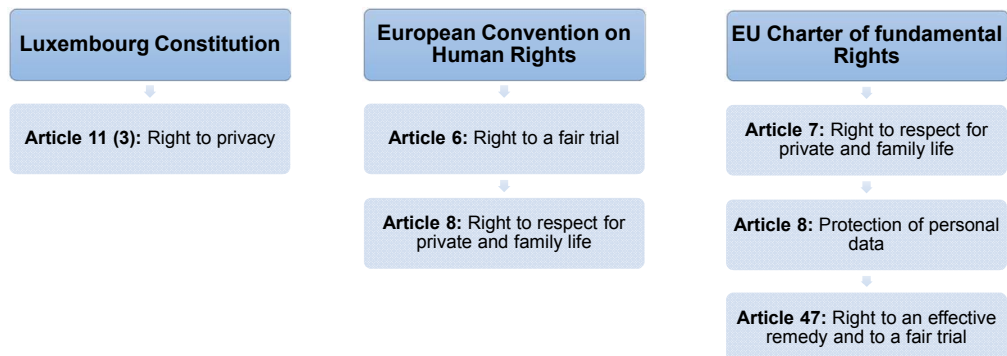 Luxembourg Constitution
Article 11 (3): Right to privacy
European Convention on
Human Rights
Article 6: Right to a fair trial
Article 8: Right to respect for
private and family life
EU Charter of fundamental
Rights
Article 7: Right to respect for
private and family life
Article 8: Protection of personal
data
Article 47: Right to an effective
remedy and to a fair trial